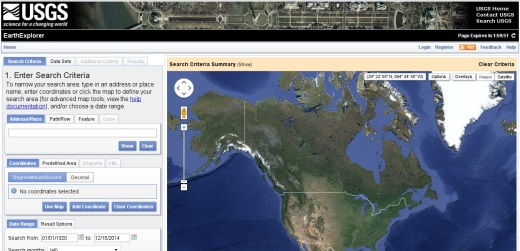 USGS
science for a changing world
USGS Home
Contact USGS
Search USGS
EarthExplorer
Page Expires In 1:59:51
Home
Login Register RSS Feedback Help
Search Criteria Data Sets Additional Criteria Results
Search Criteria Summary (Show)
Clear Criteria
1. Enter Search Criteria
To narrow your search area: type in an address or place
name, enter coordinates or click the map to define your
search area (for advanced map tools, view the help
documentation), and/or choose a date range.
Address/Place Path/Row Feature Circle
Show Clear
Options Overlays Map Satellite
Coordinates Predefined Area Shapefile KML
Degree/Minute/Second Decimal
No coordinates selected.
Use Map Add Coordinate Clear Coordinates
Date Range Result Options
Search from: 01/01/1920 to: 12/15/2014
Search months: